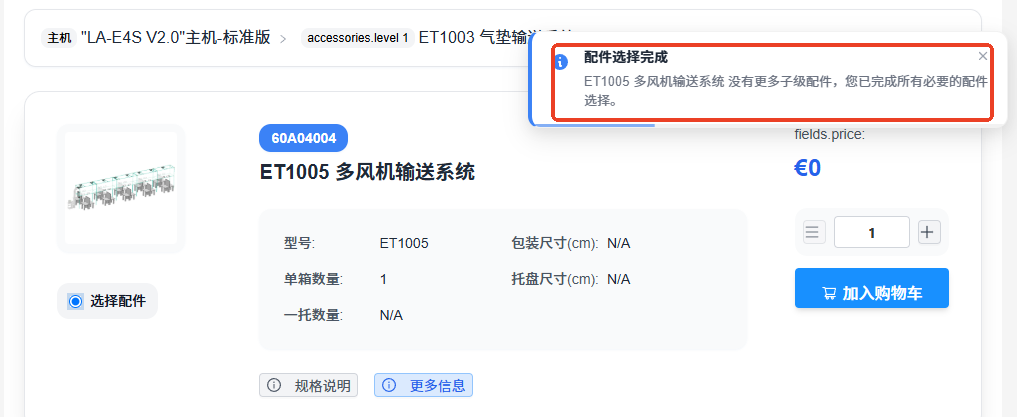 主机 "LA-E4S V2.0"主机-标准版 > accessories.level 1 ET1003 气垫输送
配件选择完成
ET1005 多风机输送系统 没有更多子级配件，您已完成所有必要的配件
选择。
fields.price:
60A04004
€0
ET1005 多风机输送系统
型号: ET1005 包装尺寸(cm): N/A
1
单箱数量: 1 托盘尺寸(cm): N/A
加入购物车
选择配件
一托数量: N/A
规格说明 更多信息